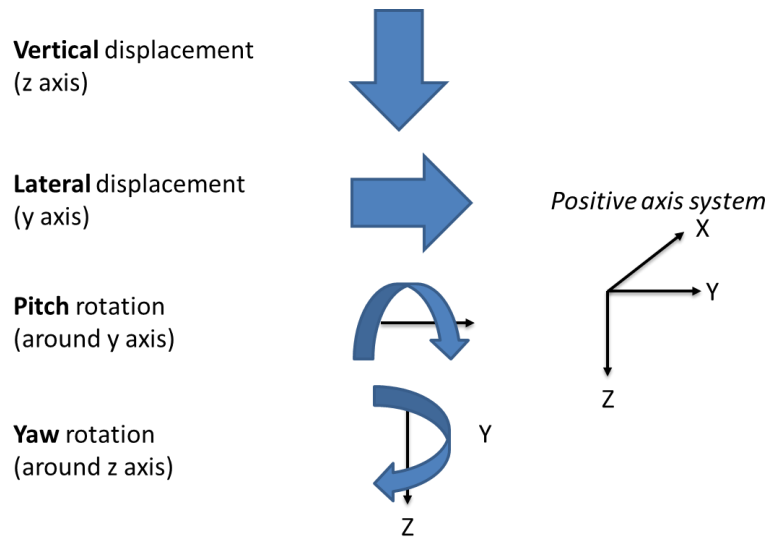 Vertical displacement
(z axis)
Lateral displacement
(y axis)
Positive axis system
X
Y
Z
Pitch rotation
(around y axis)
Yaw rotation
(around z axis)
Y
Z